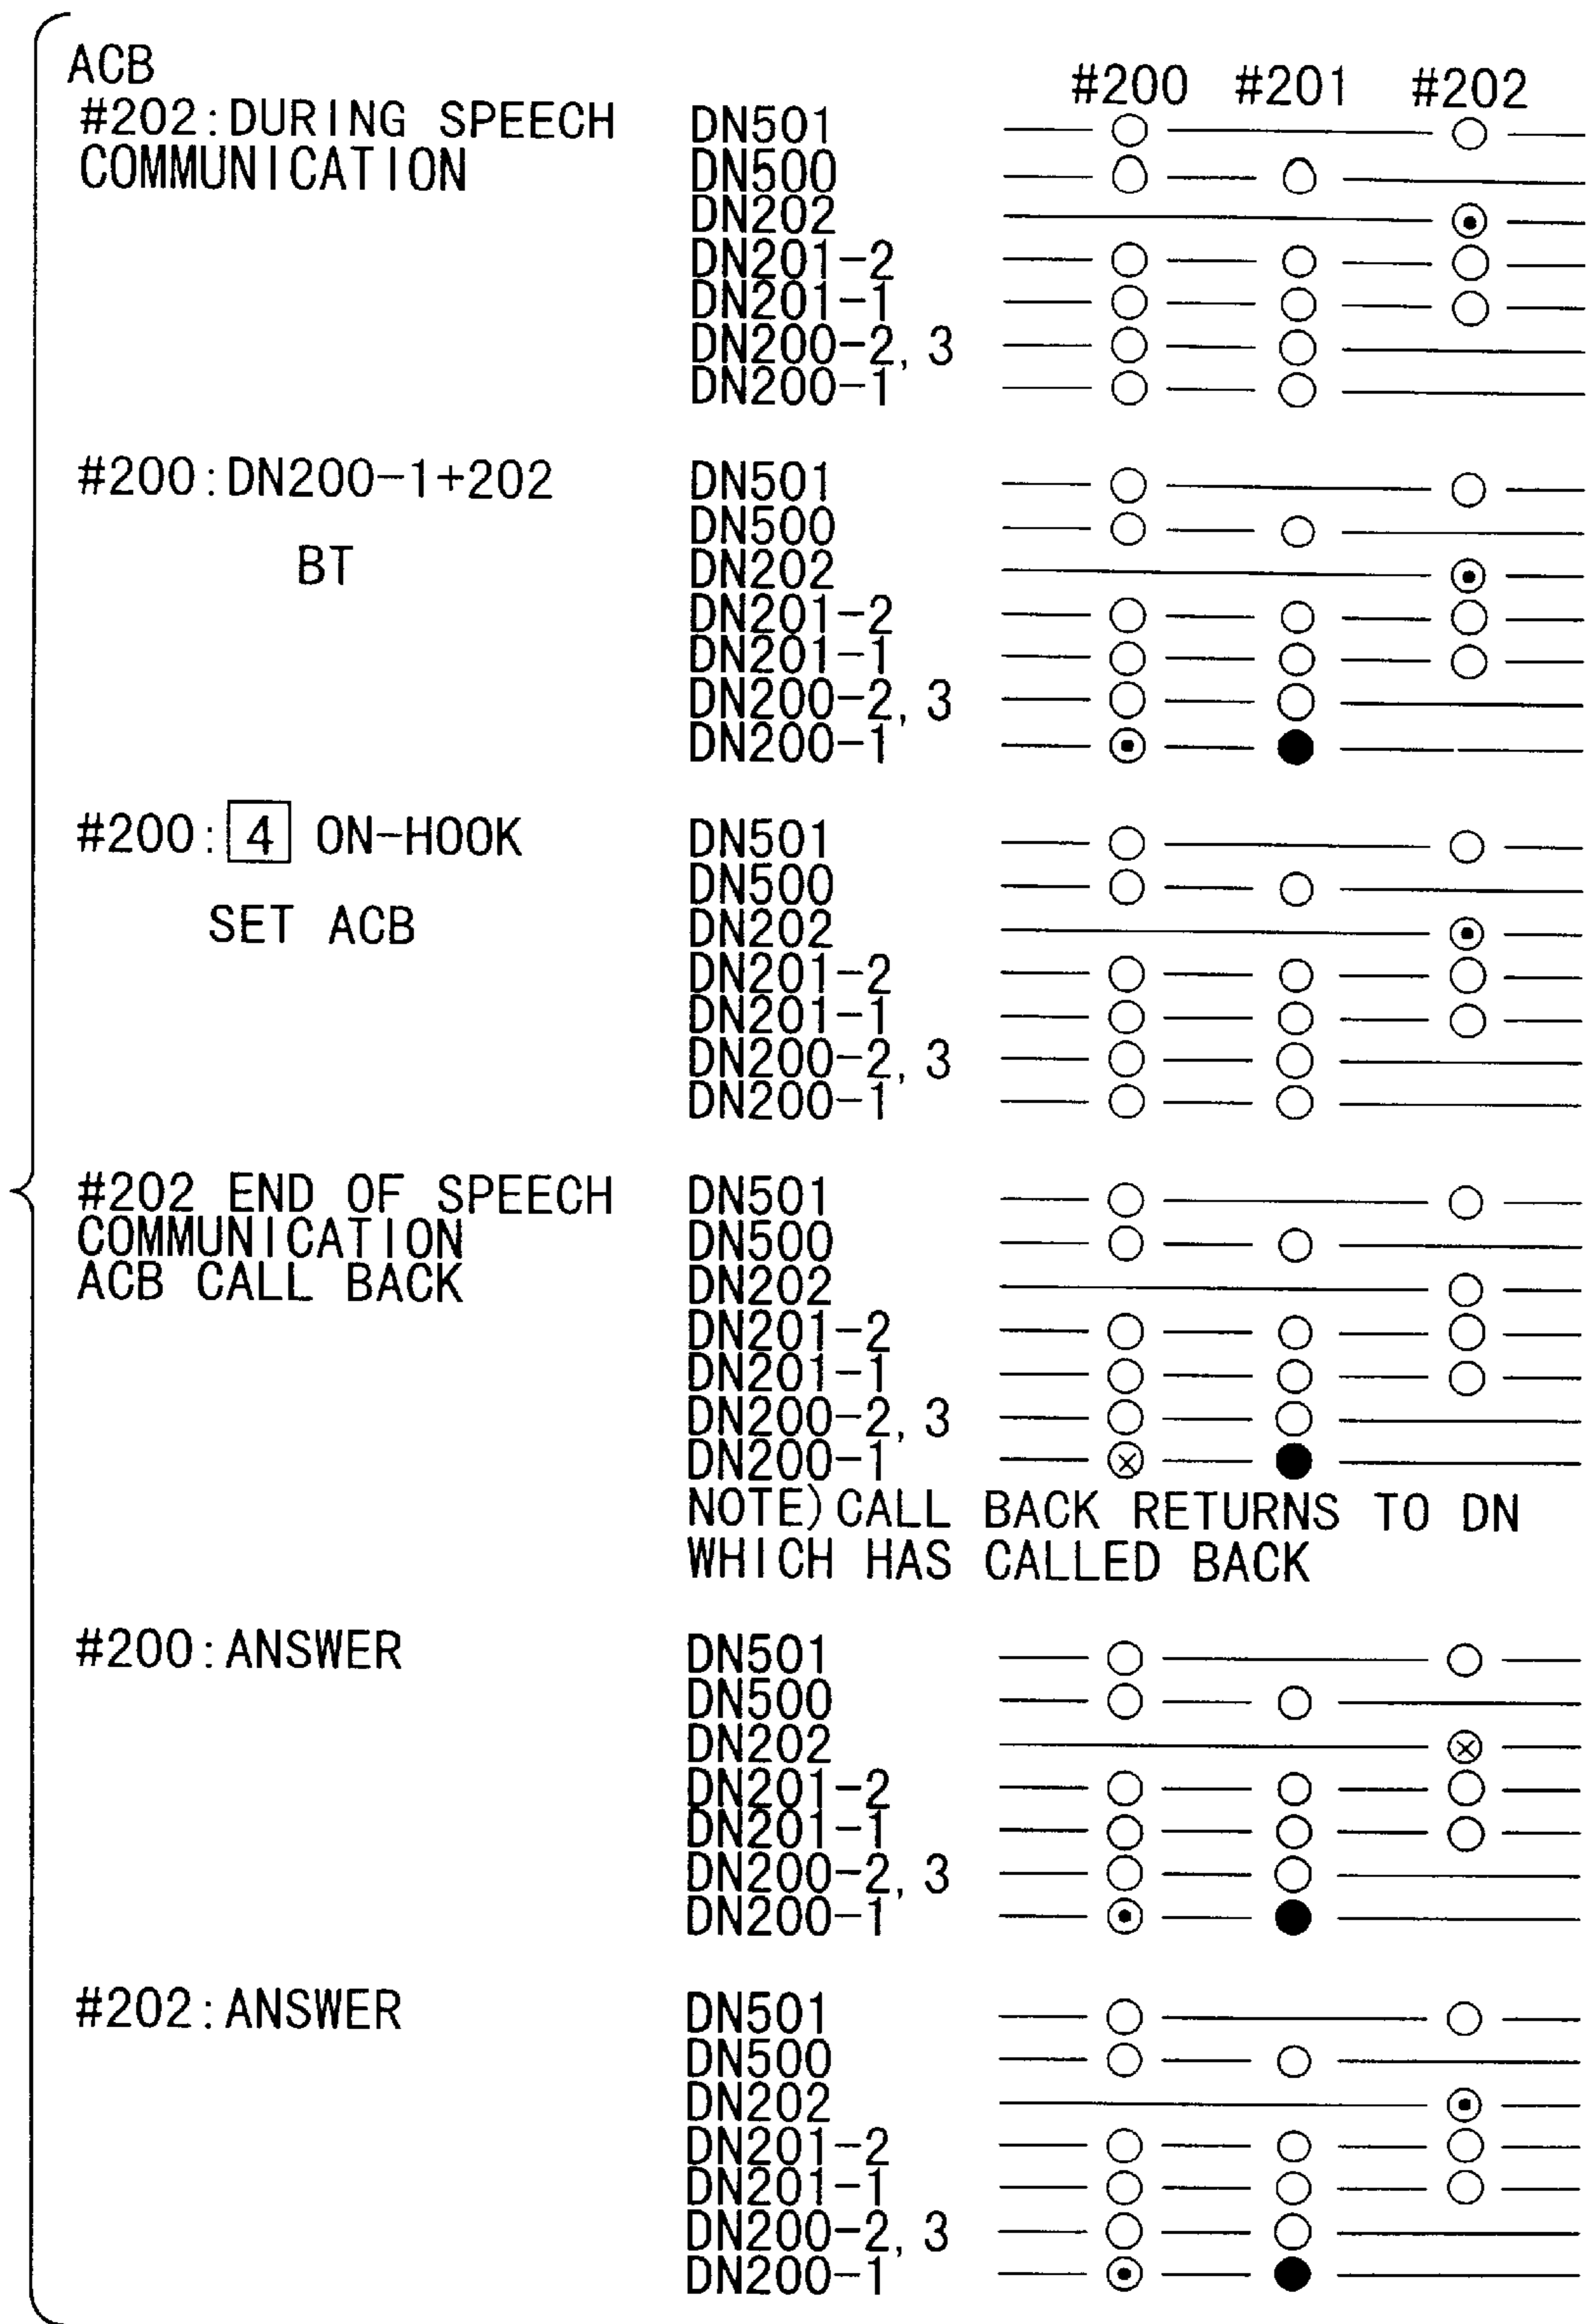 ACB
#200 #201 #202
#202:DURING SPEECH
COMMUNICATION
DN501
DN500
DN202
DN201-2
DN201-1
DN200-2, 3
DN200-1
#200:DN200-1+202
BT
DN501
DN500
DN202
DN201-2
DN201-1
DN200-2, 3
DN200-1
#200: 4 ON-HOOK
SET ACB
DN501
DN500
DN202
DN201-2
DN201-1
DN200-2, 3
DN200-1
#202 END OF SPEECH
COMMUNICATION
ACB CALL BACK
DN501
DN500
DN202
DN201-2
DN201-1
DN200-2, 3
DN200-1
NOTE) CALL BACK RETURNS TO DN
WHICH HAS CALLED BACK
#200:ANSWER
DN501
DN500
DN202
DN201-2
DN201-1
DN200-2, 3
DN200-1
#202:ANSWER
DN501
DN500
DN202
DN201-2
DN201-1
DN200-2, 3
DN200-1